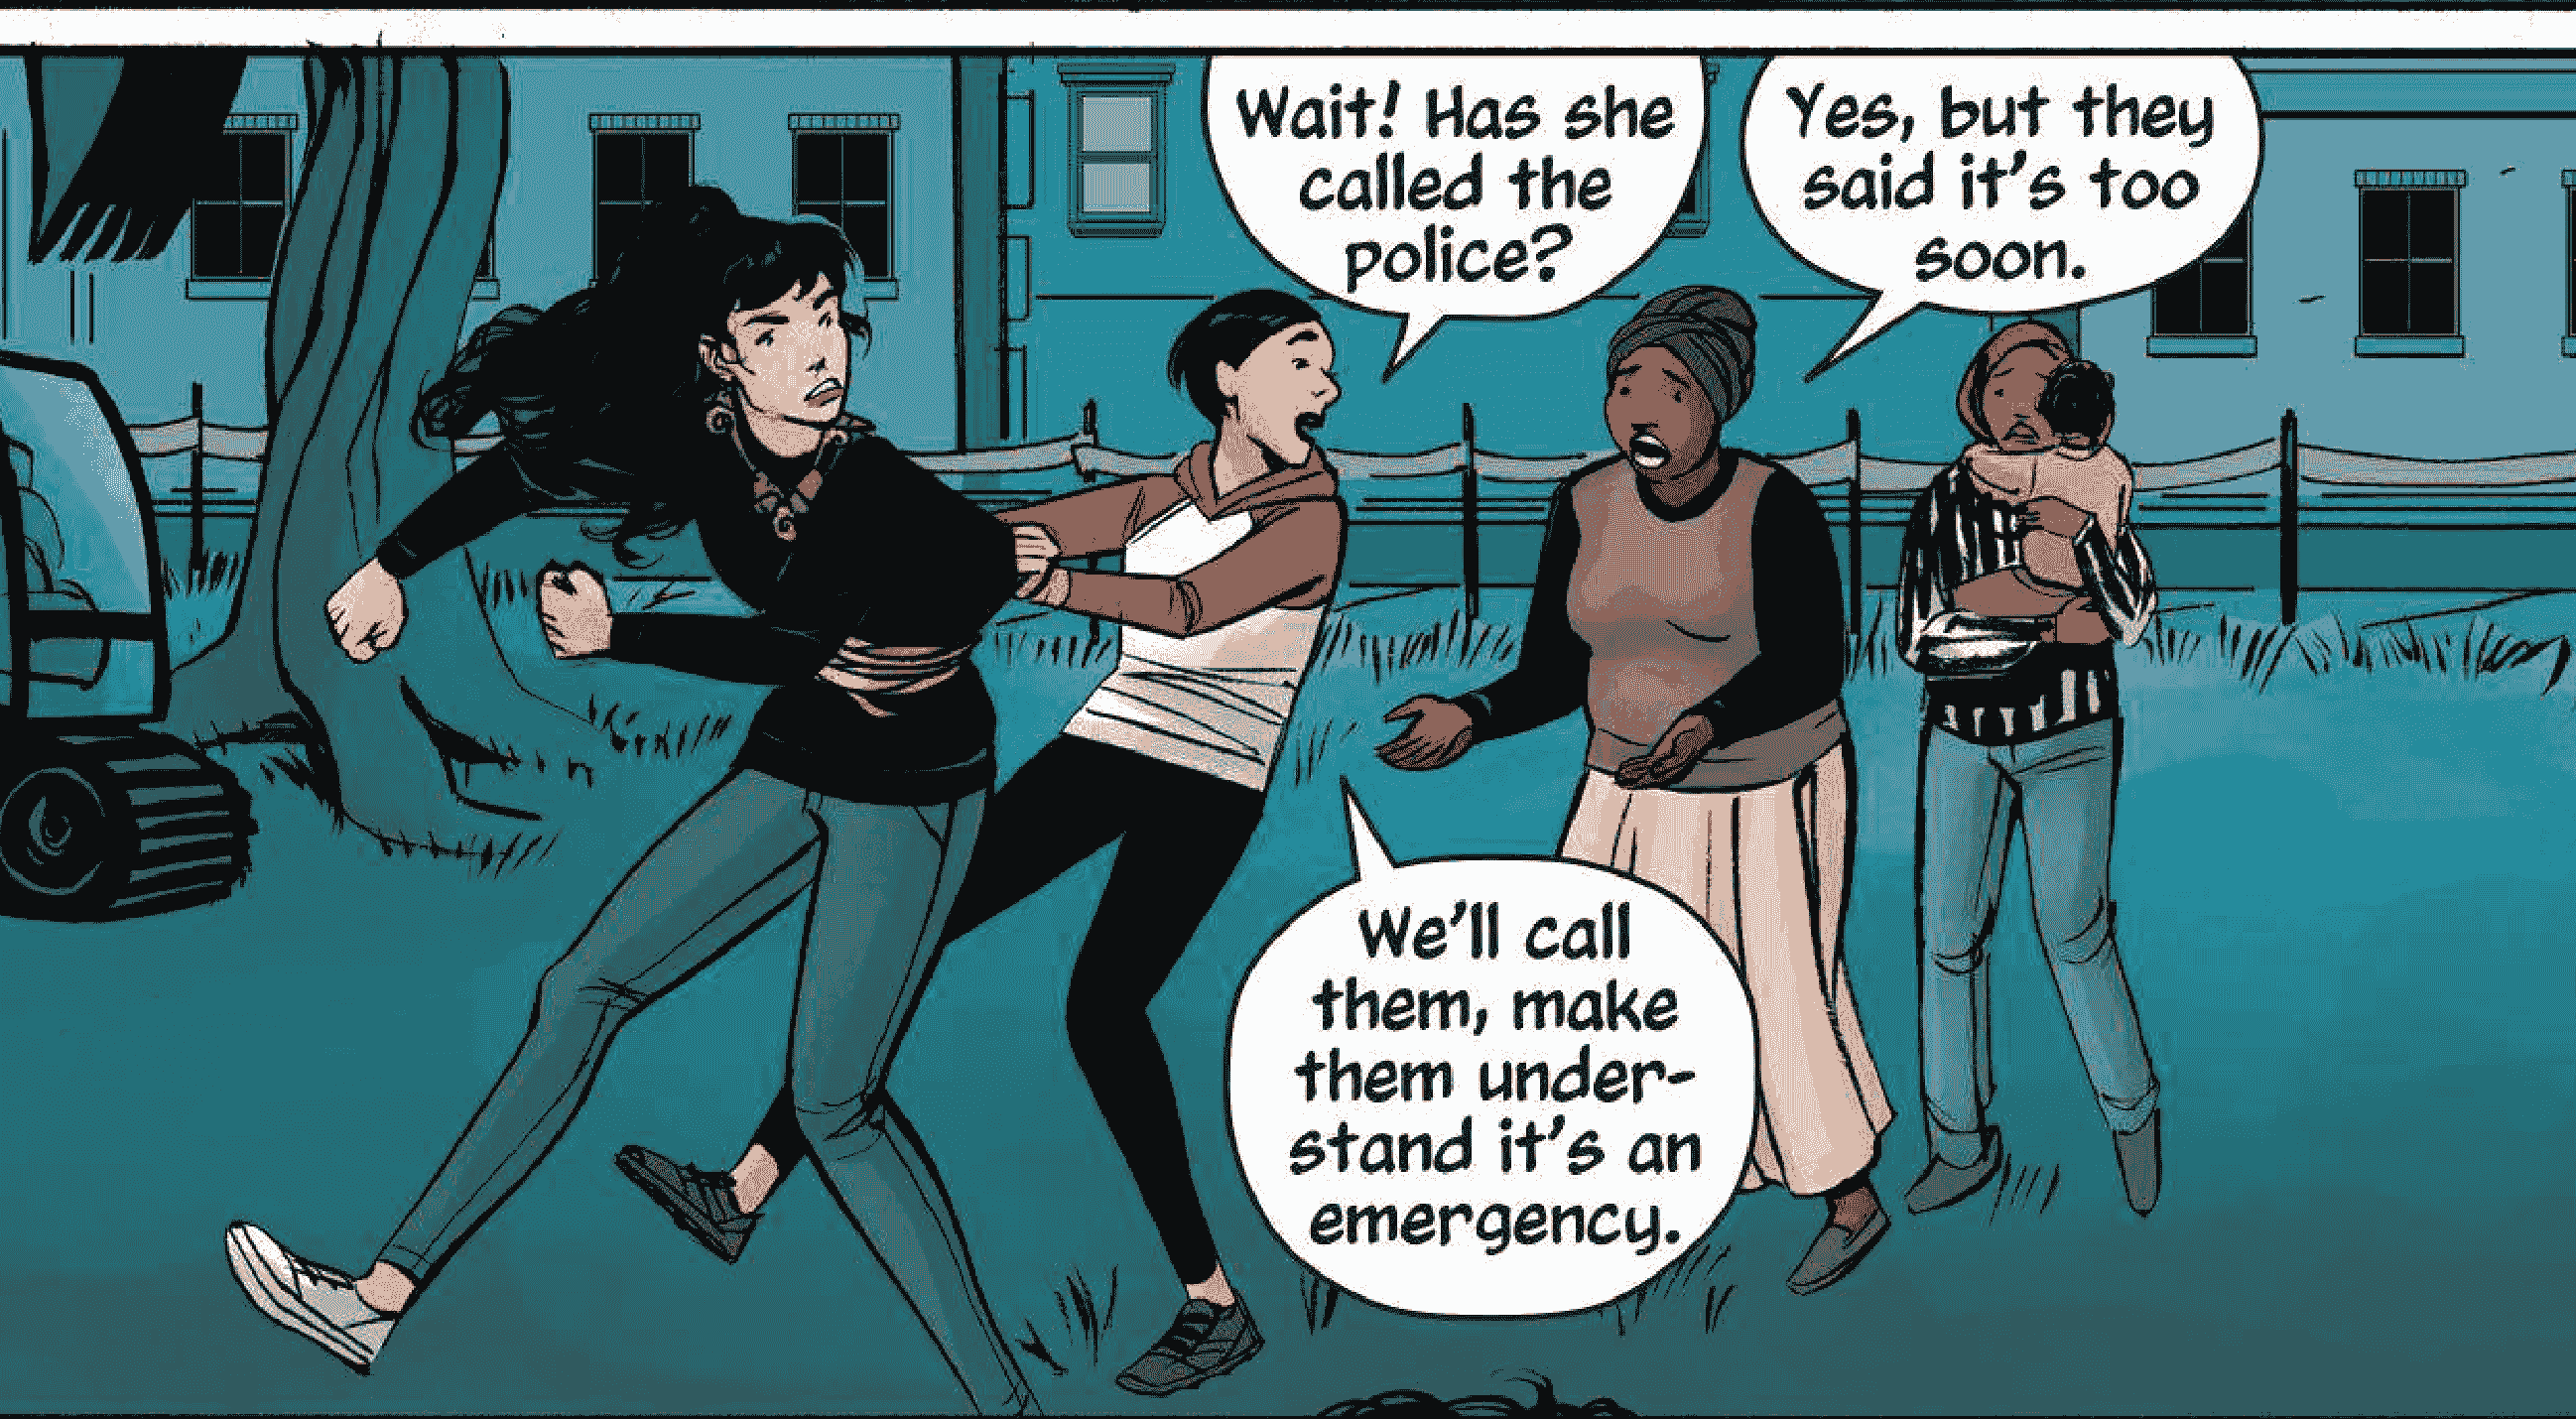 Wait! Has she
called the
police?
Yes, but they
said it's too
soon.
We'll call
them, make
them under-
stand it's an
emergency.